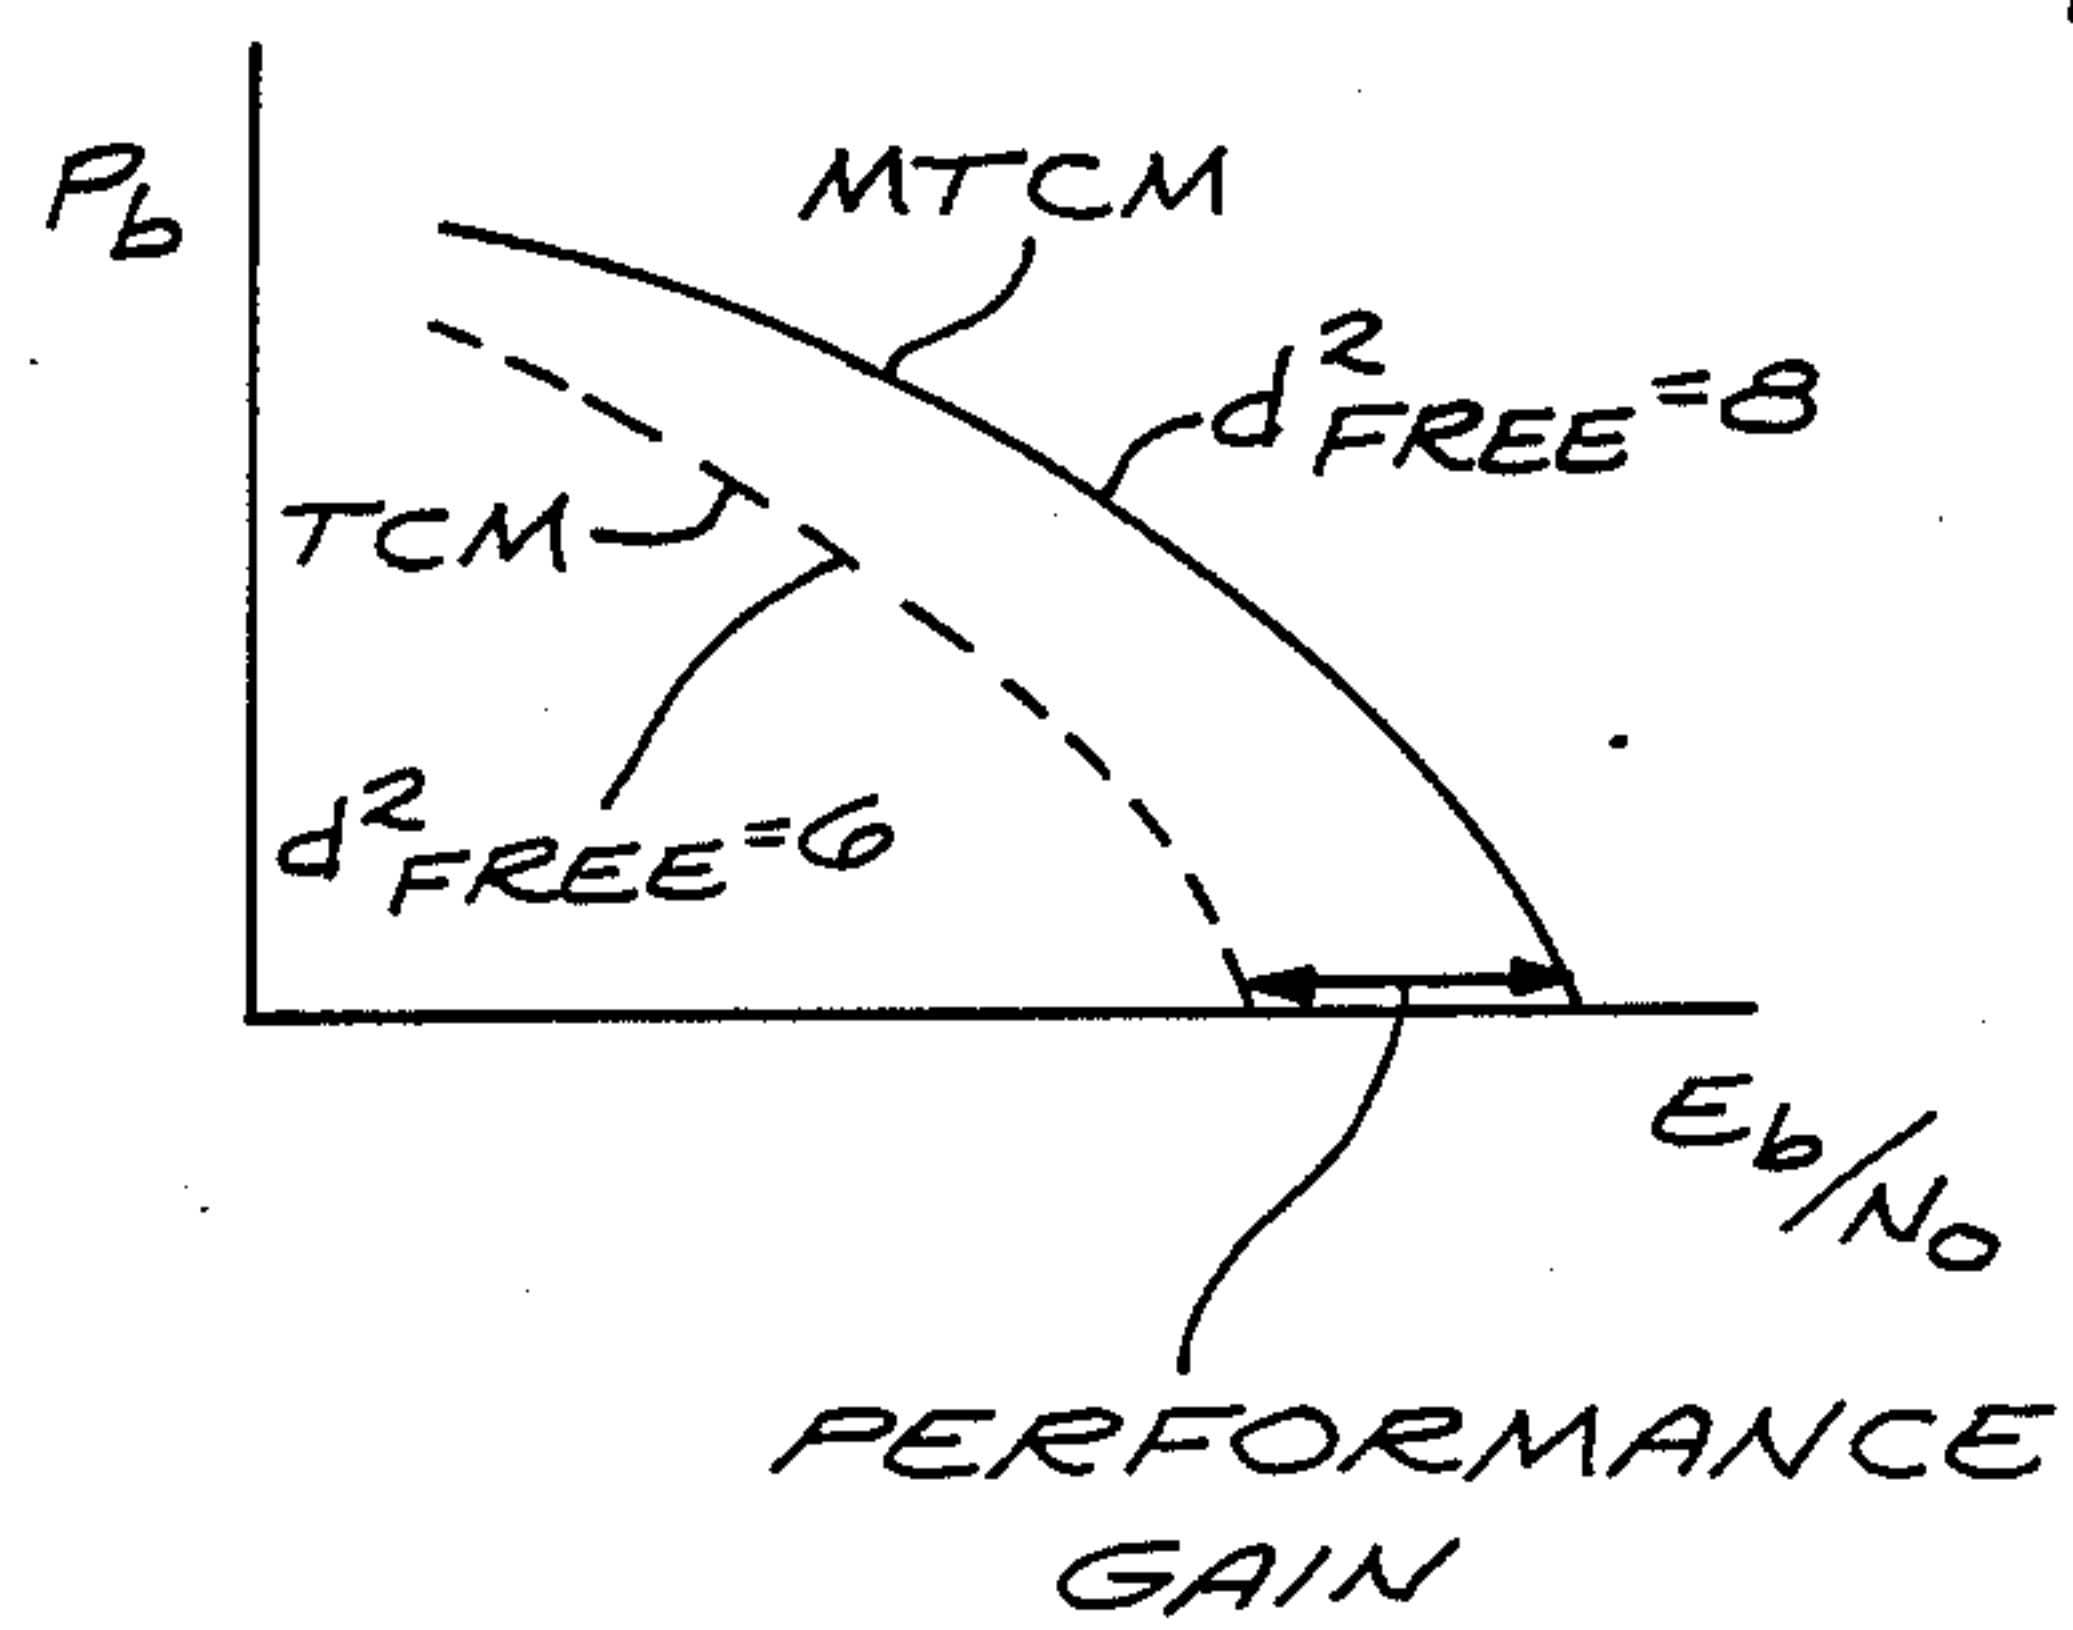 Pb
MTCM
d²FREE=8
TCM
d²FREE=6
Eb/No
PERFORMANCE
GAIN